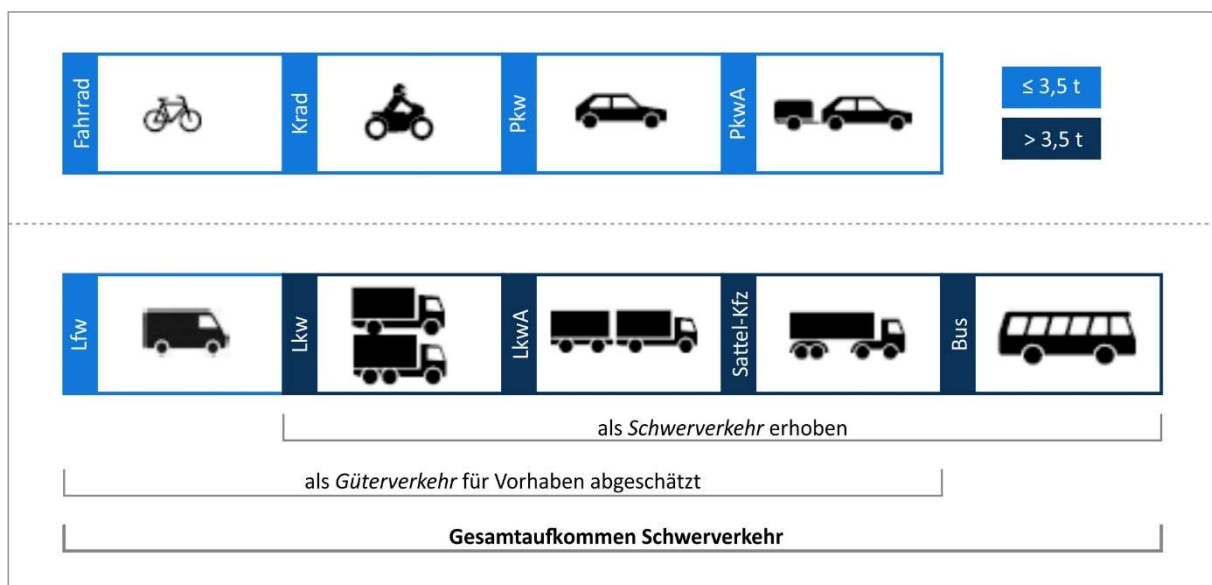 Fahrrad
Krad
Pkw
PkwA
≤ 3,5 t
> 3,5 t
Lfw
Lkw
LkwA
Sattel-Kfz
Bus
als Schwerverkehr erhoben
als Güterverkehr für Vorhaben abgeschätzt
Gesamtaufkommen Schwerverkehr